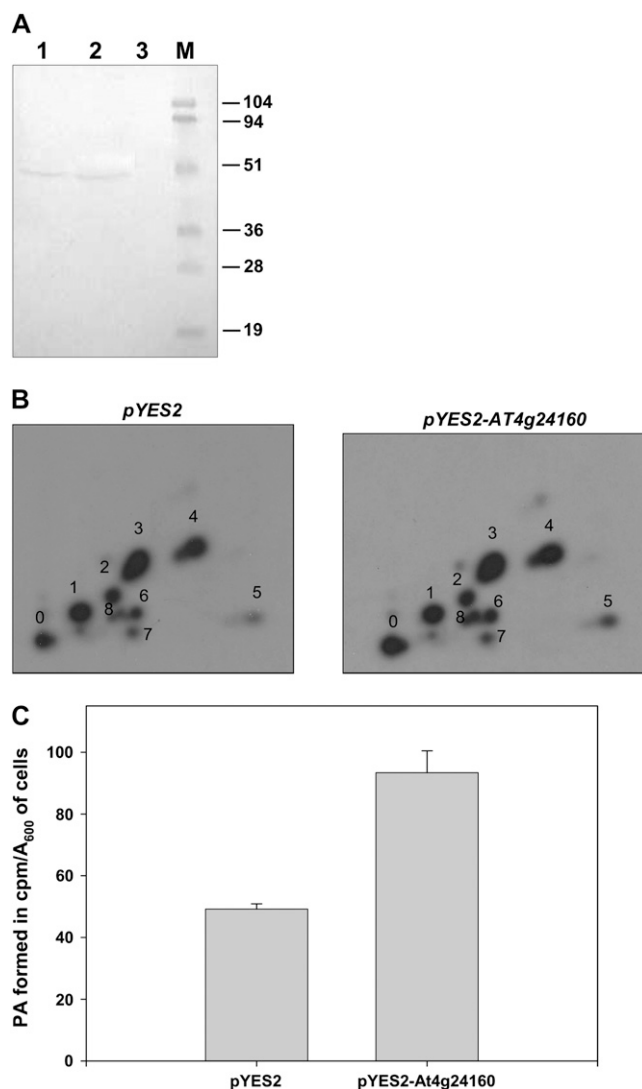 A
1 2 3 M
104
94
51
36
28
19
B
pYES2
pYES2-AT4g24160
0 1 2 3 4 5 6 7 8
0 1 2 3 4 5 6 7 8
C
PA formed in cpm/A600 of cells
100
80
60
40
20
0
pYES2 pYES2-At4g24160